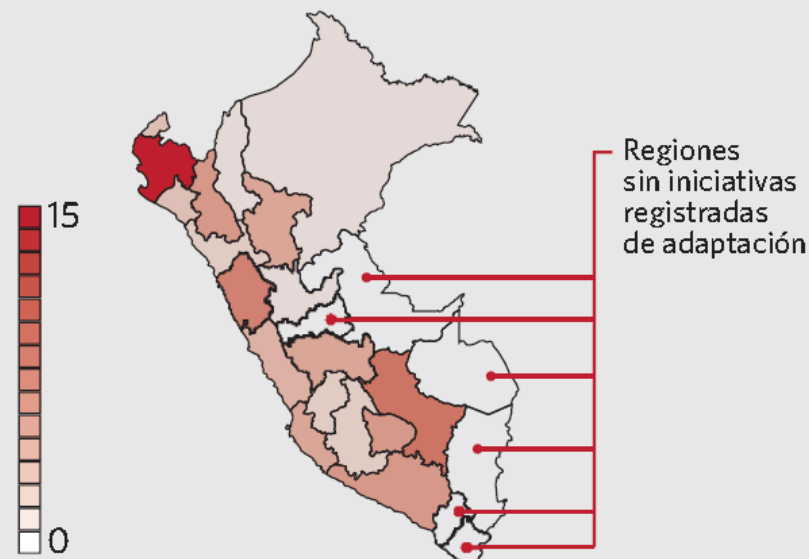 15
0
Regiones
sin iniciativas
registradas
de adaptación